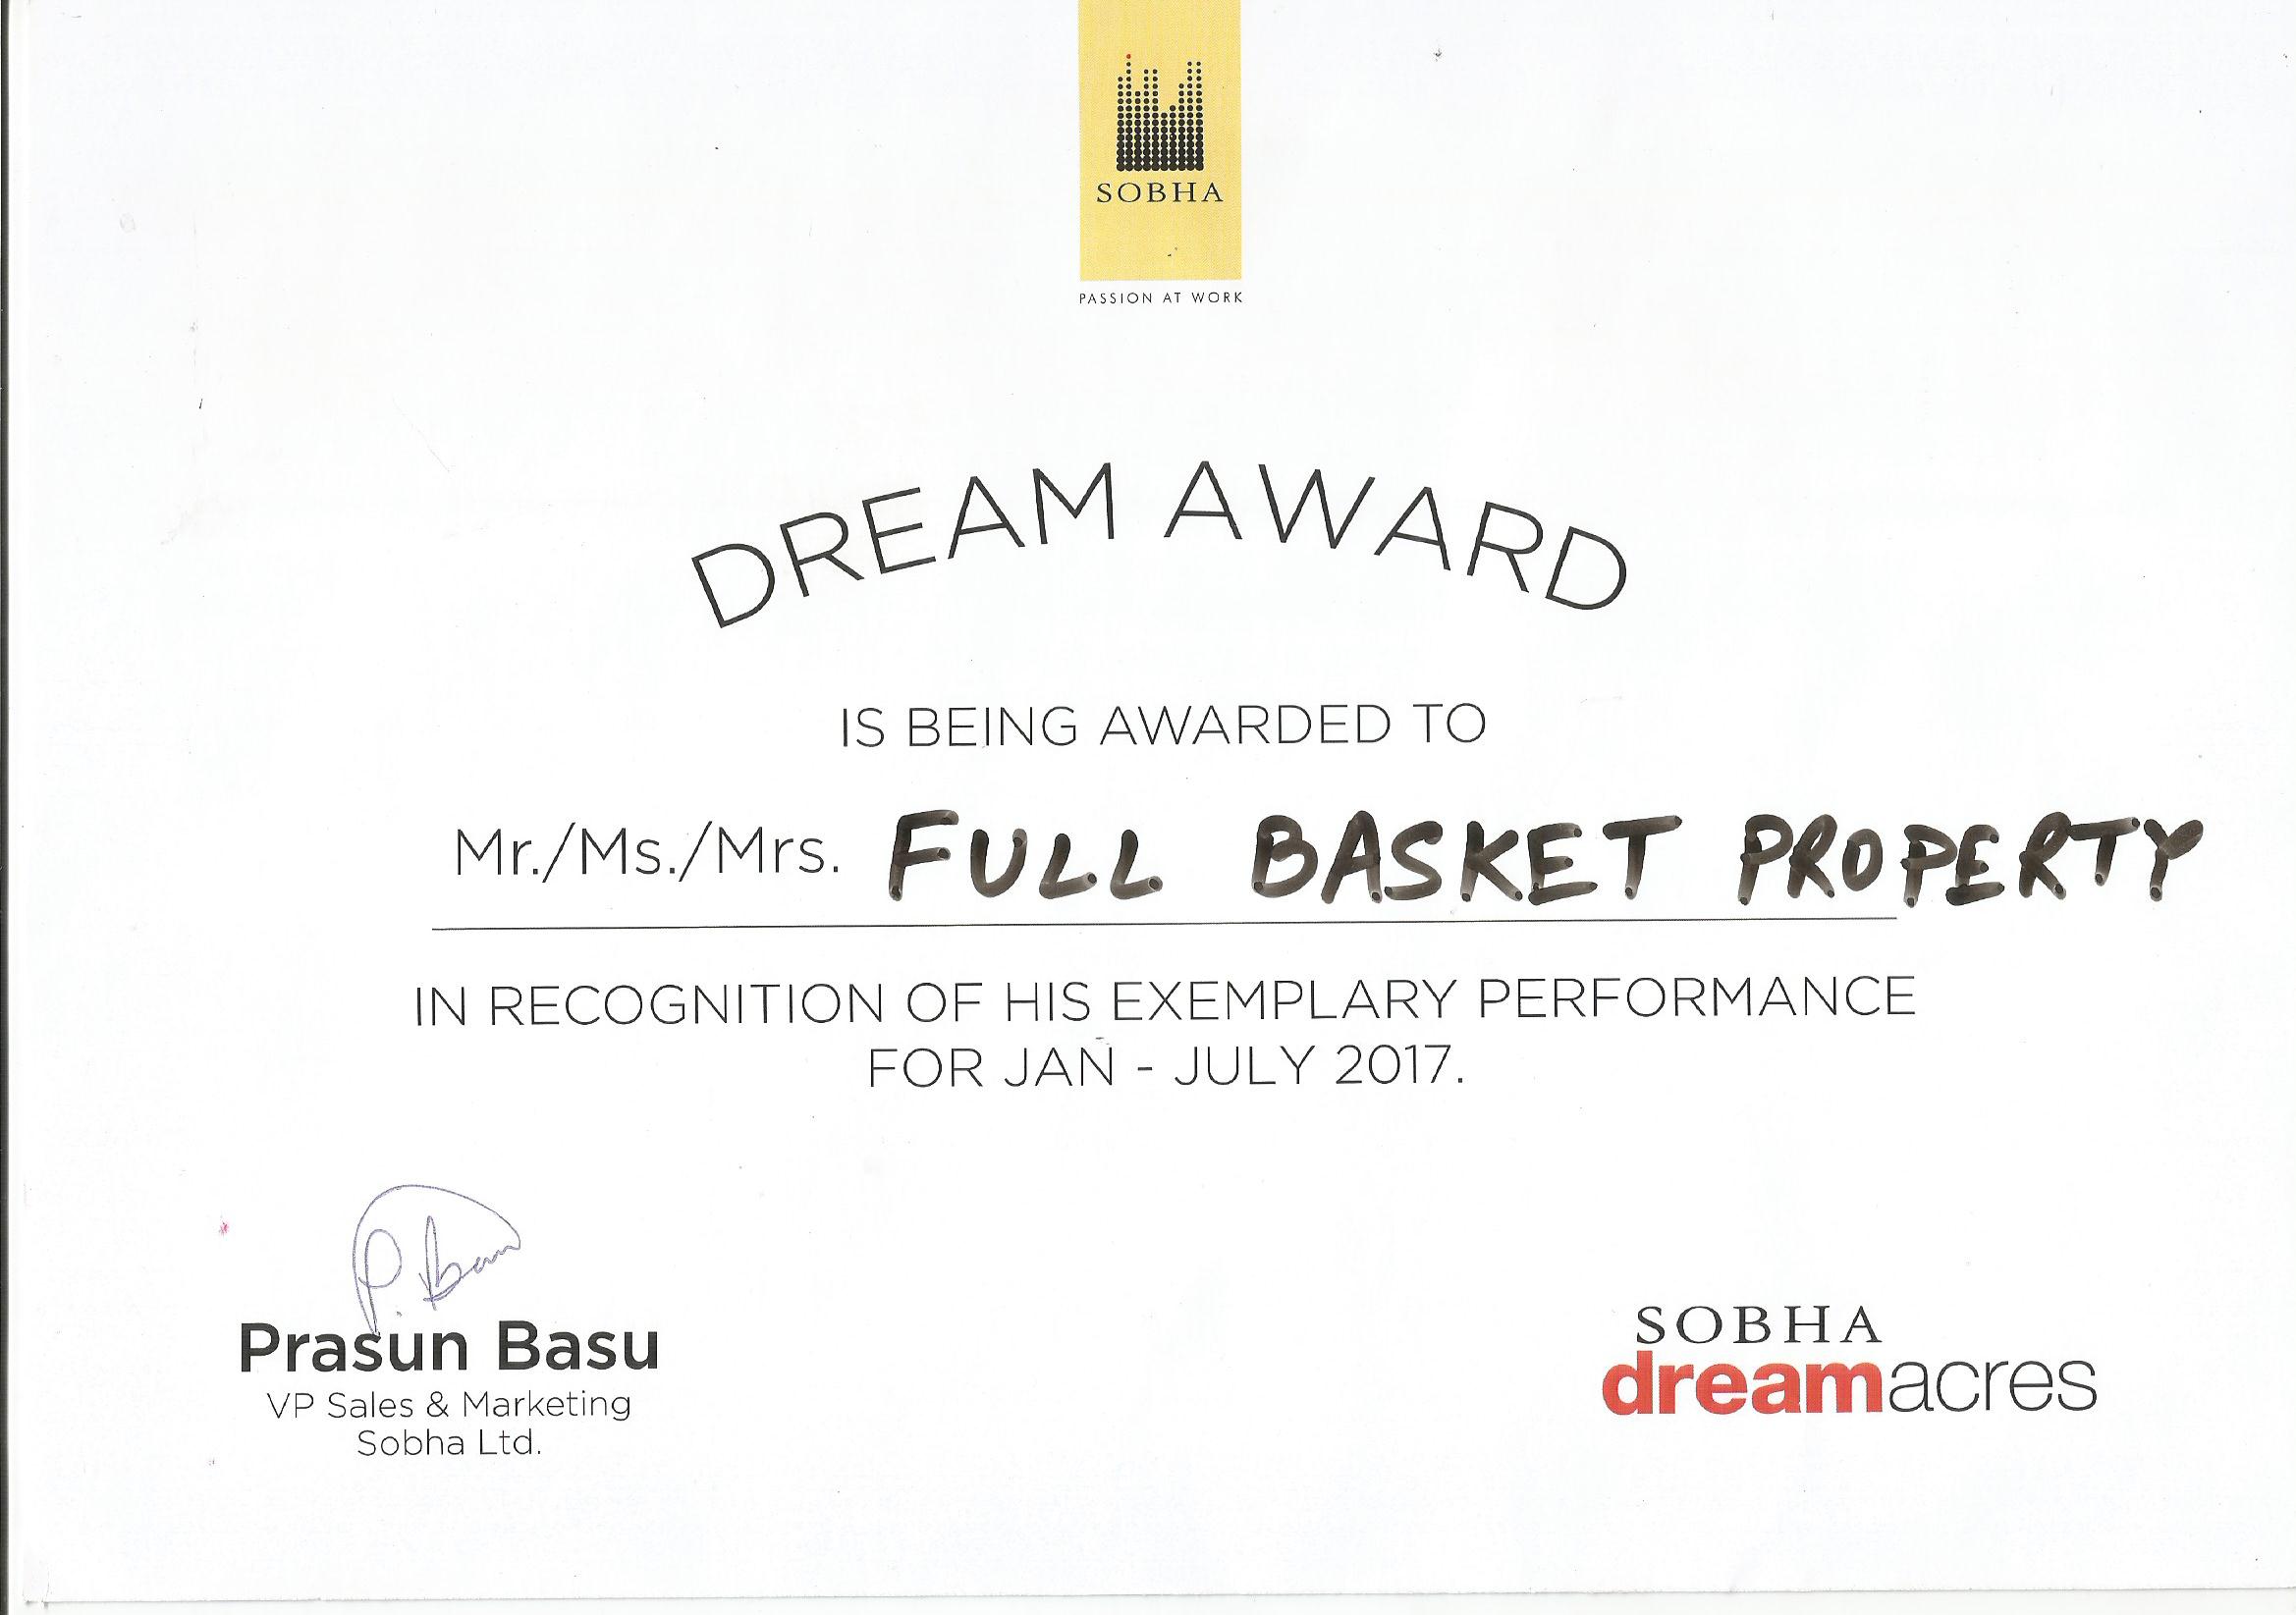 SOBHA
PASSION AT WORK
DREAM AWARD
IS BEING AWARDED TO
Mr./Ms./Mrs. FULL BASKET PROPERTY
IN RECOGNITION OF HIS EXEMPLARY PERFORMANCE
FOR JAN - JULY 2017.
P. Basu
Prasun Basu
VP Sales & Marketing
Sobha Ltd.
SOBHA
dreamacres